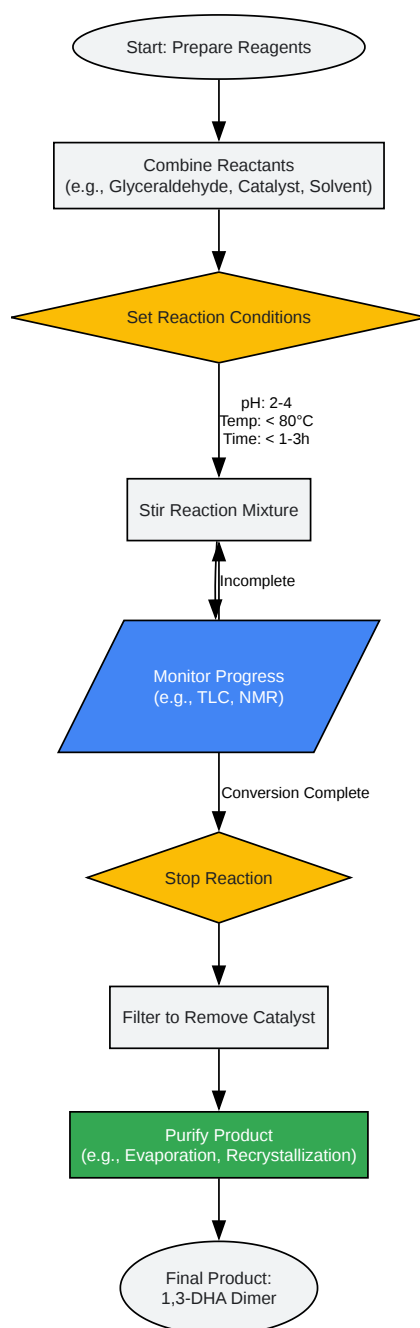 Start: Prepare Reagents
Combine Reactants
(e.g., Glyceraldehyde, Catalyst, Solvent)
Set Reaction Conditions
pH: 2-4
Temp: < 80°C
Time: < 1-3h
Stir Reaction Mixture
Incomplete
Monitor Progress
(e.g., TLC, NMR)
Conversion Complete
Stop Reaction
Filter to Remove Catalyst
Purify Product
(e.g., Evaporation, Recrystallization)
Final Product:
1,3-DHA Dimer